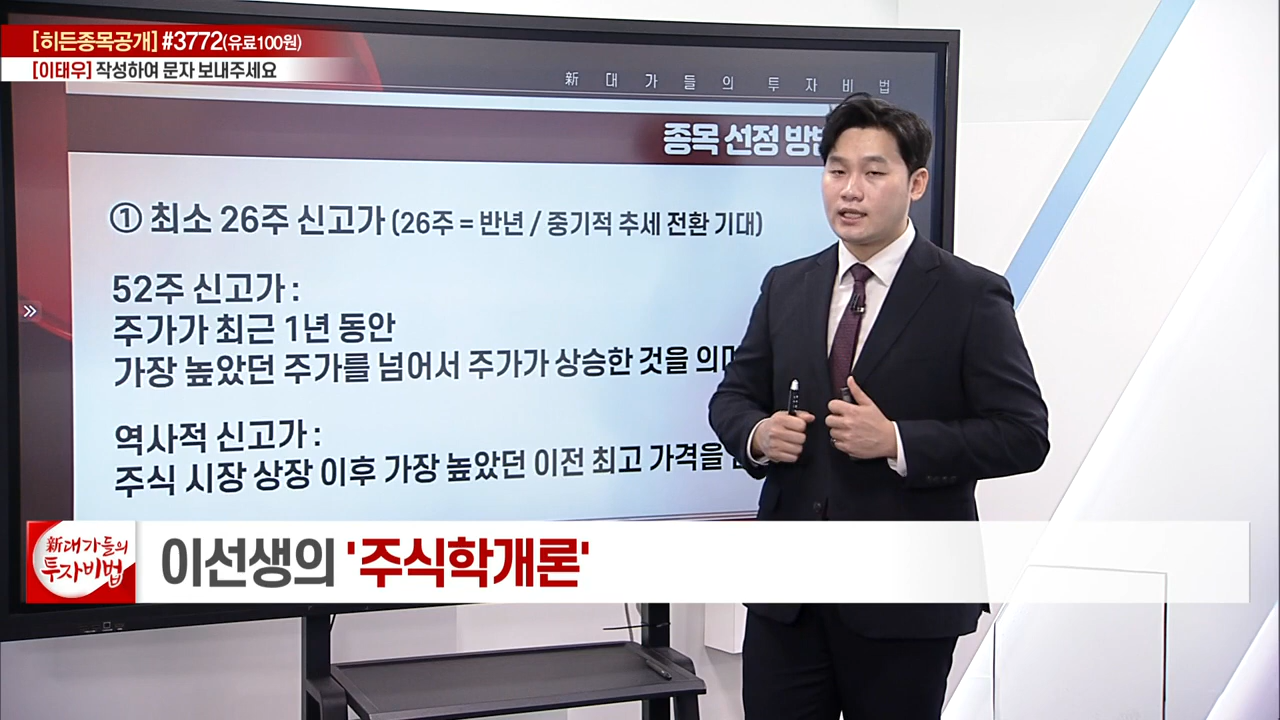 [히든종목공개] #3772(유료100원)
[이태우] 작성하여 문자 보내주세요
新 대 가 들 의 투 자 비 법
종목 선정
① 최소 26주 신고가 (26주 = 반년 / 중기적 추세 전환 기대)
52주 신고가 :
주가가 최근 1년 동안
가장 높았던 주가를 넘어서 주가가 상승한 것을
역사적 신고가 :
주식 시장 상장 이후 가장 높았던 이전 최고 가격을
新대가들의
투자비법
이선생의 '주식학개론'